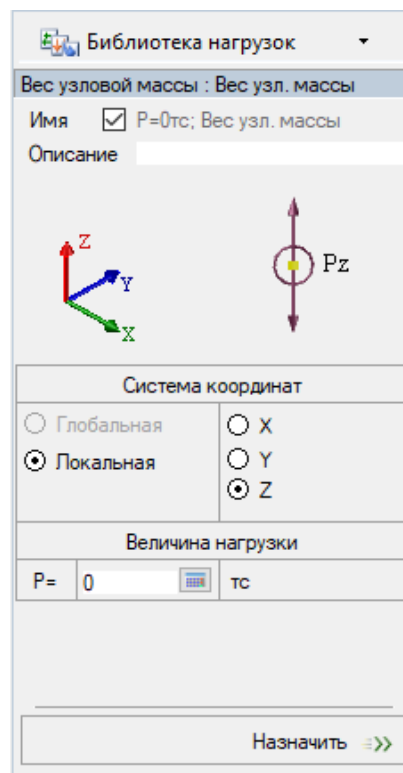 Библиотека нагрузок
Вес узловой массы : Вес узл. массы
Имя P=0тс; Вес узл. массы
Описание
Z
Y
X
Pz
Система координат
Глобальная X
Локальная Y
Z
Величина нагрузки
P= 0 тс
Назначить